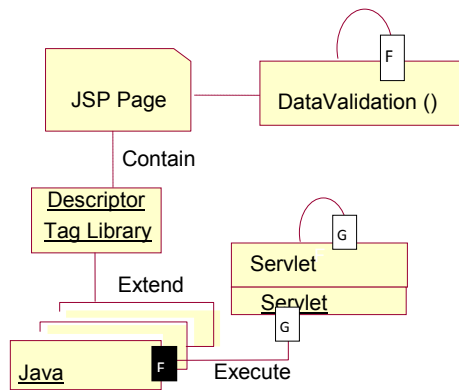 F
JSP Page
DataValidation ()
Contain
Descriptor
Tag Library
G
Servlet
Extend
Servlet
G
F
Java
Execute